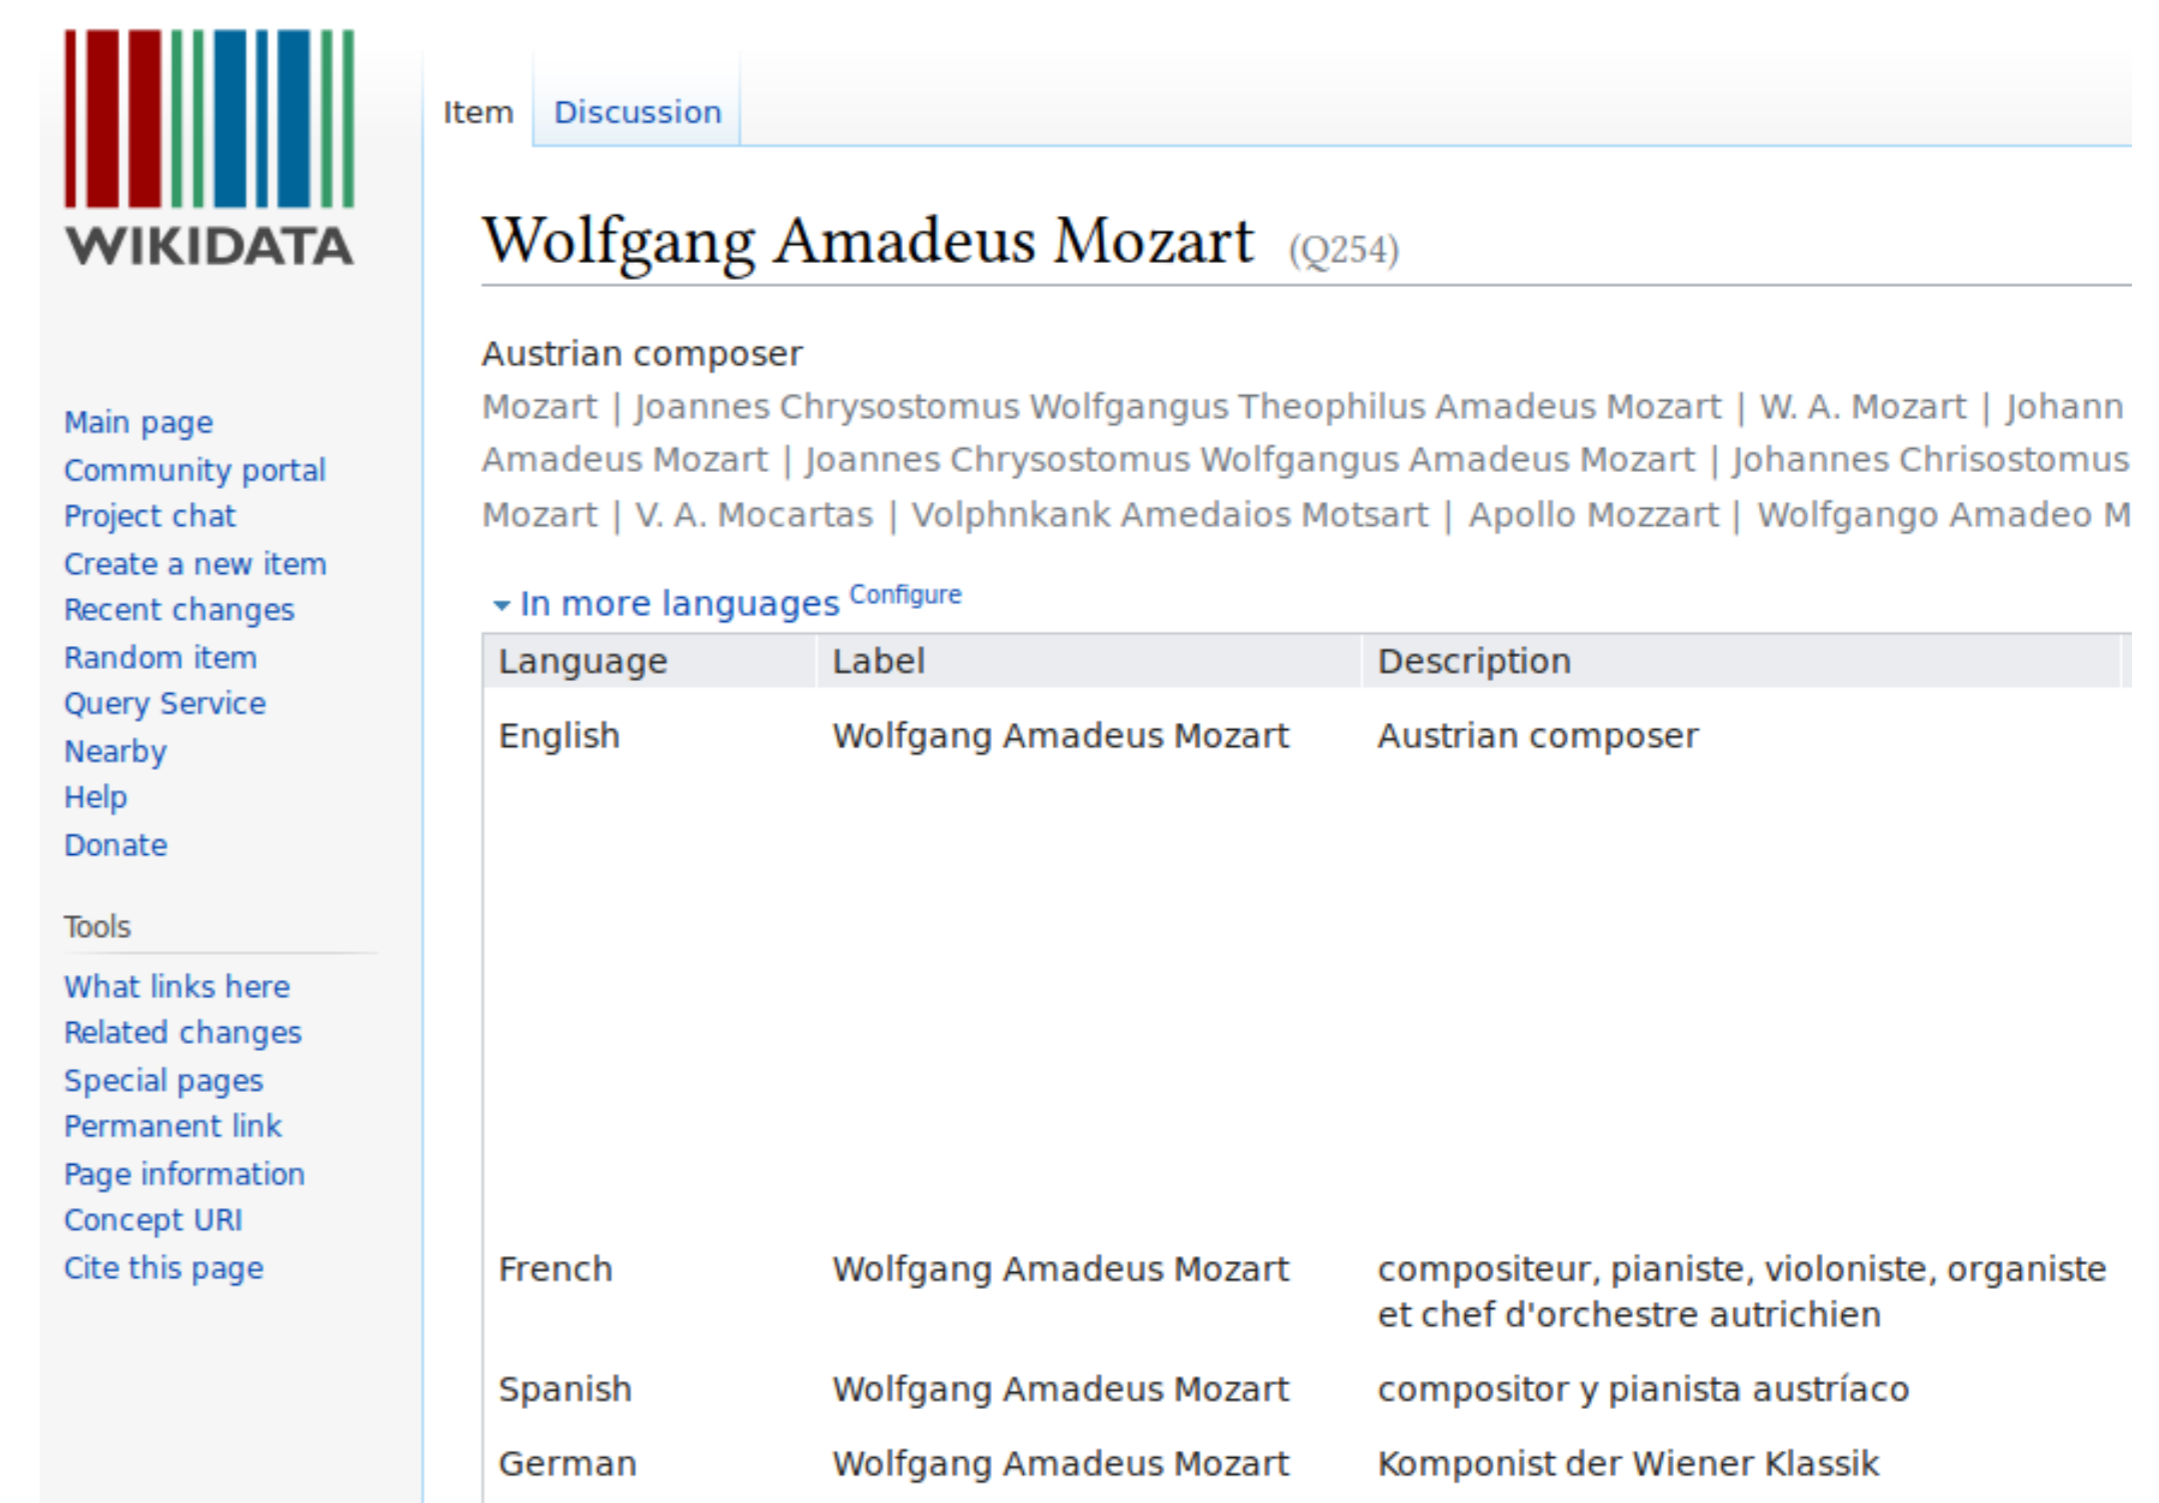 WIKIDATA
Main page
Community portal
Project chat
Create a new item
Recent changes
Random item
Query Service
Nearby
Help
Donate
Tools
What links here
Related changes
Special pages
Permanent link
Page information
Concept URI
Cite this page
Item Discussion
Wolfgang Amadeus Mozart (Q254)
Austrian composer
Mozart | Joannes Chrysostomus Wolfgangus Theophilus Amadeus Mozart | W. A. Mozart | Johann
Amadeus Mozart | Joannes Chrysostomus Wolfgangus Amadeus Mozart | Johannes Chrisostomus
Mozart | V. A. Mocartas | Volphnkank Amedaios Motsart | Apollo Mozzart | Wolfgango Amadeo M
In more languages Configure
Language Label Description
English Wolfgang Amadeus Mozart Austrian composer
French Wolfgang Amadeus Mozart compositeur, pianiste, violoniste, organiste
et chef d'orchestre autrichien
Spanish Wolfgang Amadeus Mozart compositor y pianista austríaco
German Wolfgang Amadeus Mozart Komponist der Wiener Klassik